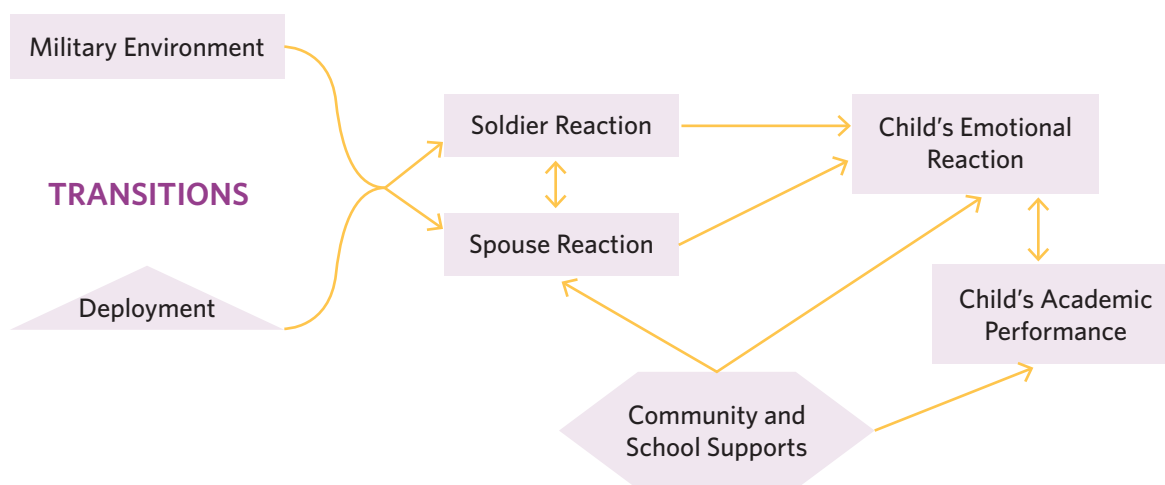 Military Environment
TRANSITIONS
Deployment
Soldier Reaction
Spouse Reaction
Child’s Emotional
Reaction
Child’s Academic
Performance
Community and
School Supports